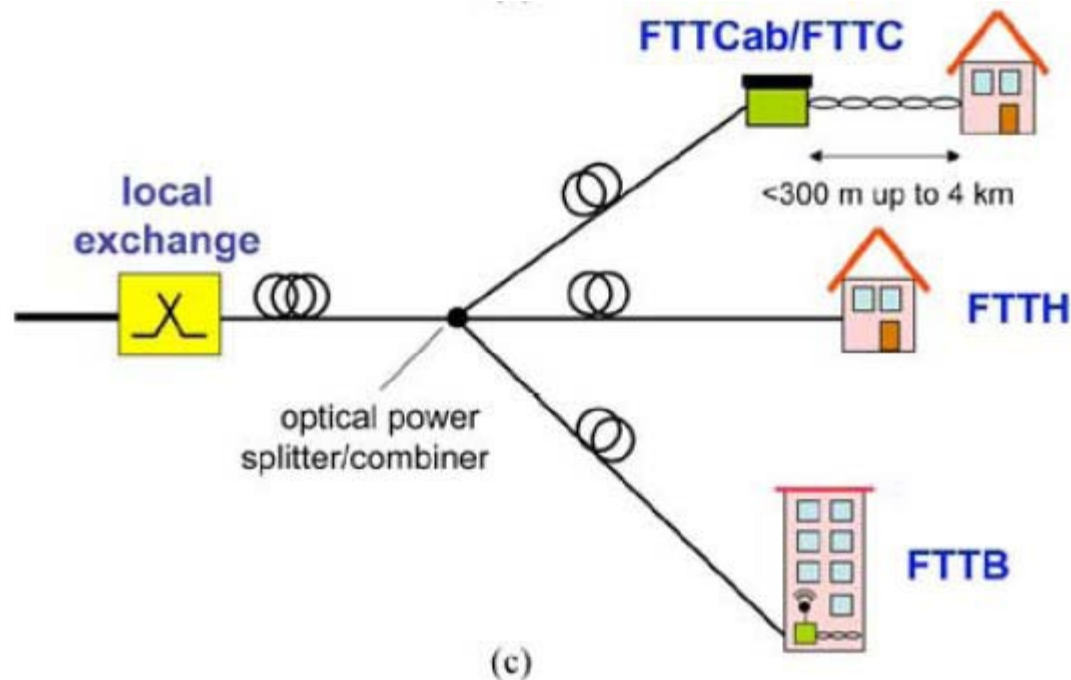 FTTCab/FTTC
<300 m up to 4 km
local
exchange
FTTH
optical power
splitter/combiner
FTTB
(c)